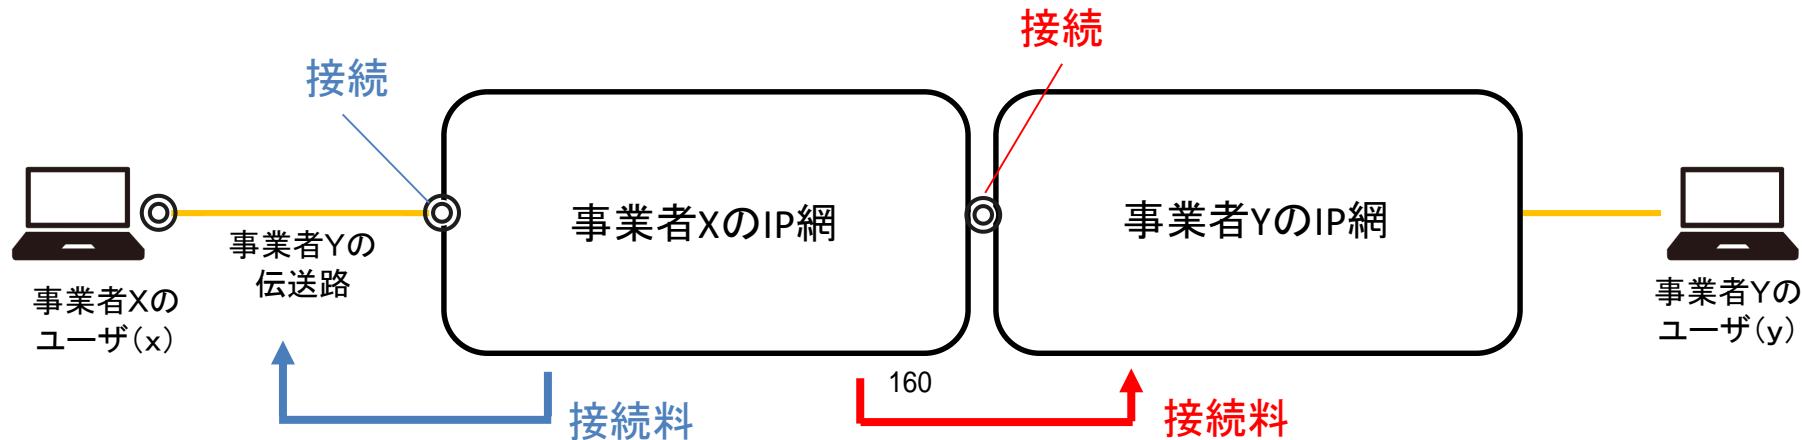 接続
接続
事業者XのIP網
事業者YのIP網
事業者Yの
伝送路
事業者Xの
ユーザ(x)
事業者Yの
ユーザ(y)
160
接続料
接続料